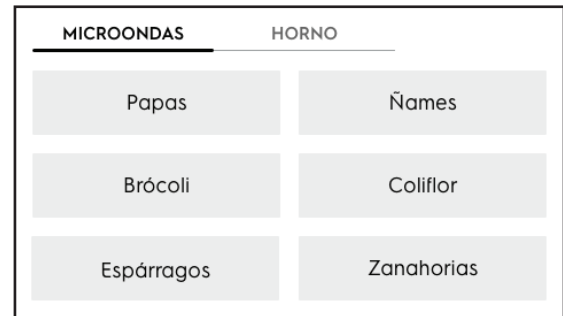 MICROONDAS HORNO
Papas Ñames
Brócoli Coliflor
Espárragos Zanahorias